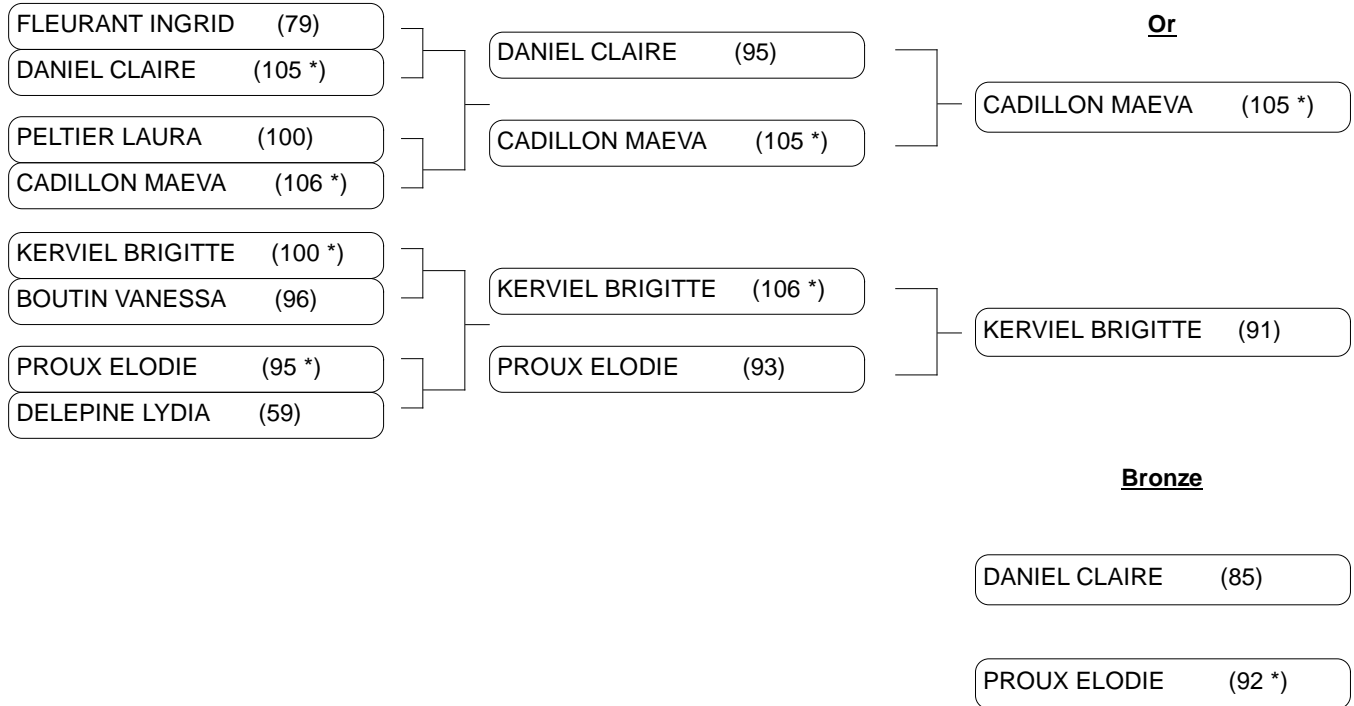 FLEURANT INGRID (79)
DANIEL CLAIRE (105 *)
PELTIER LAURA (100)
CADILLON MAEVA (106 *)
KERVIEL BRIGITTE (100 *)
BOUTIN VANESSA (96)
PROUX ELODIE (95 *)
DELEPINE LYDIA (59)
DANIEL CLAIRE (95)
CADILLON MAEVA (105 *)
KERVIEL BRIGITTE (106 *)
PROUX ELODIE (93)
Or
CADILLON MAEVA (105 *)
KERVIEL BRIGITTE (91)
Bronze
DANIEL CLAIRE (85)
PROUX ELODIE (92 *)